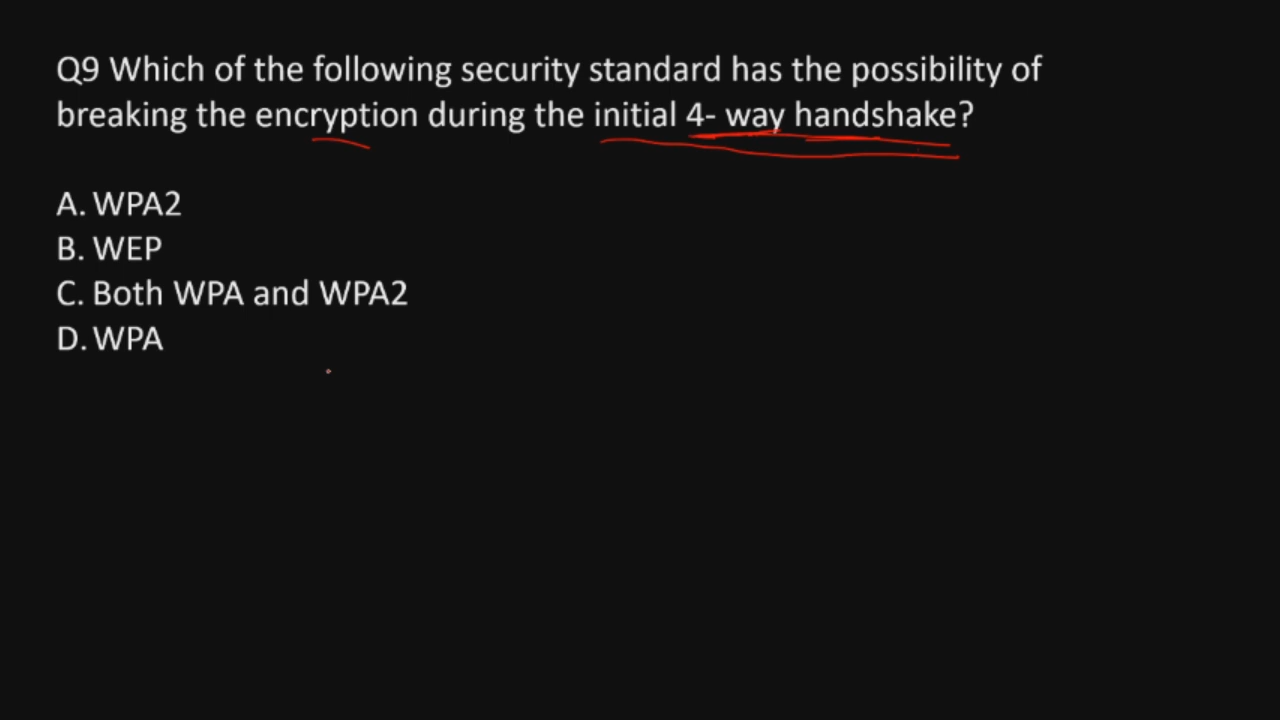 Q9 Which of the following security standard has the possibility of
breaking the encryption during the initial 4- way handshake?
A. WPA2
B. WEP
C. Both WPA and WPA2
D. WPA